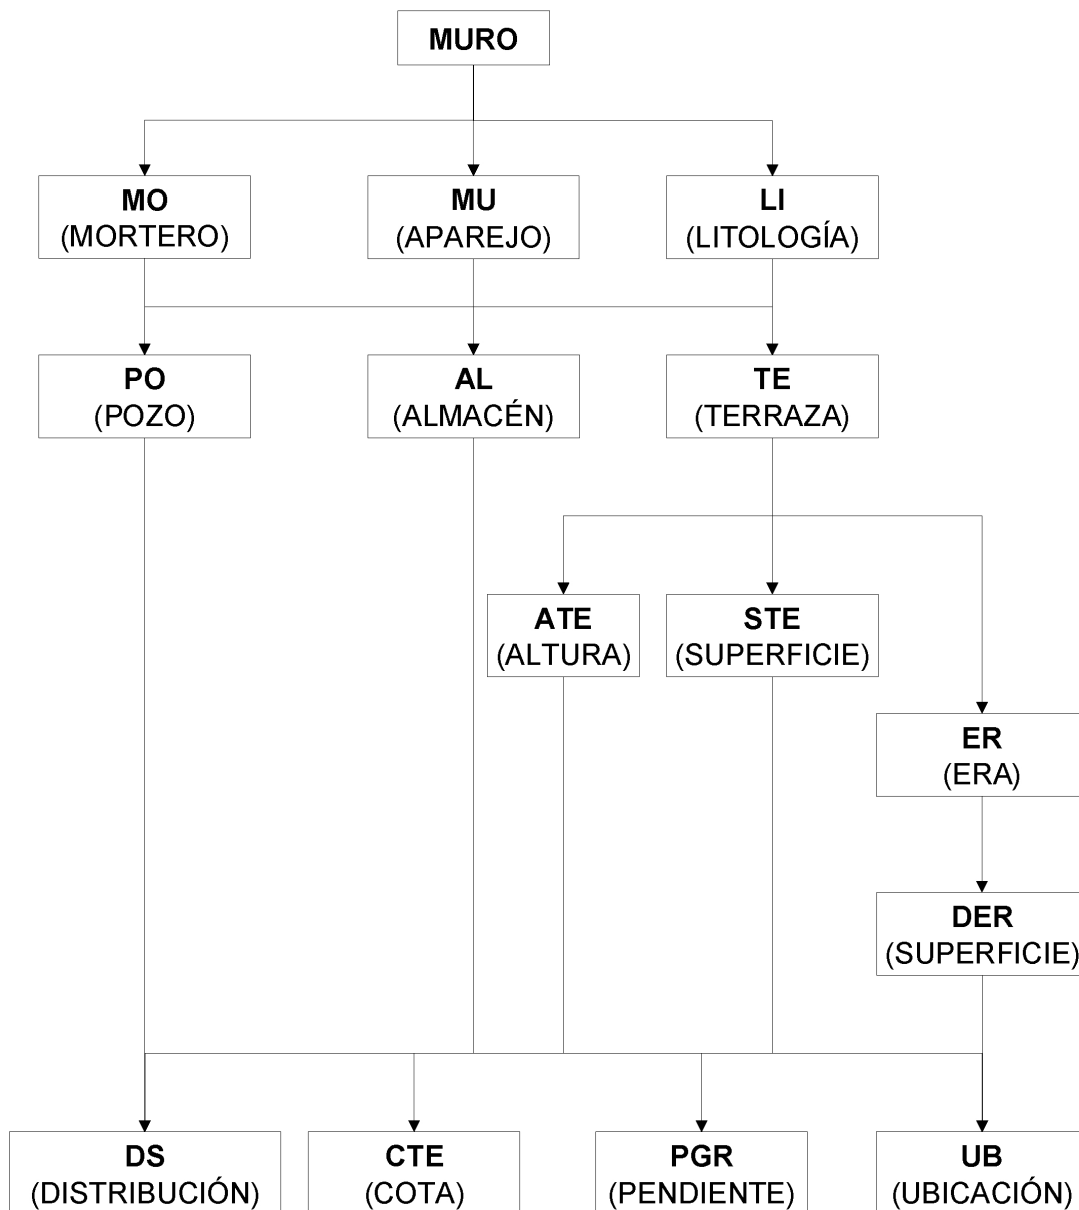 MURO
MO
(MORTERO)
MU
(APAREJO)
LI
(LITOLOGÍA)
PO
(POZO)
AL
(ALMACÉN)
TE
(TERRAZA)
ATE
(ALTURA)
STE
(SUPERFICIE)
ER
(ERA)
DER
(SUPERFICIE)
DS
(DISTRIBUCIÓN)
CTE
(COTA)
PGR
(PENDIENTE)
UB
(UBICACIÓN)